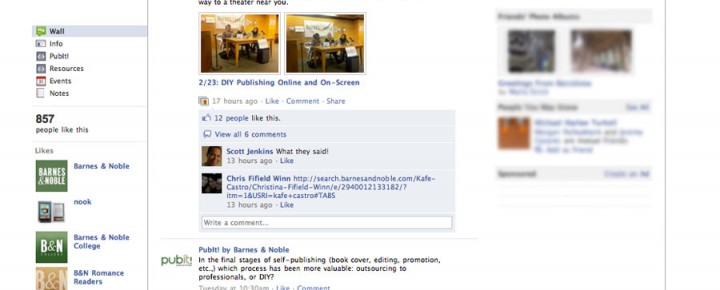 way to a theater near you.
Wall
Info
PubIt!
Resources
Events
Notes
857
people like this
Likes
BARNES
& NOBLE
Barnes & Noble
nook
B&N
Barnes & Noble
College
B&N
B&N Romance
Readers
2/23: DIY Publishing Online and On-Screen
17 hours ago · Like · Comment · Share
12 people like this.
View all 6 comments
Scott Jenkins What they said!
13 hours ago · Like
Chris Fifield Winn http://search.barnesandnoble.com/Kafe-
Castro/Christina-Fifield-Winn/e/2940012133182/?
itm=1&USRI=kafe+castro#TABS
13 hours ago · Like
Write a comment...
pubit!
PubIt! by Barnes & Noble
In the final stages of self-publishing (book cover, editing, promotion,
etc.,) which process has been more valuable: outsourcing to
professionals, or DIY?
Tuesday at 10:30am · Like · Comment
Friends' Photo Albums
People You May Know
See All
Sponsored
Create an Ad